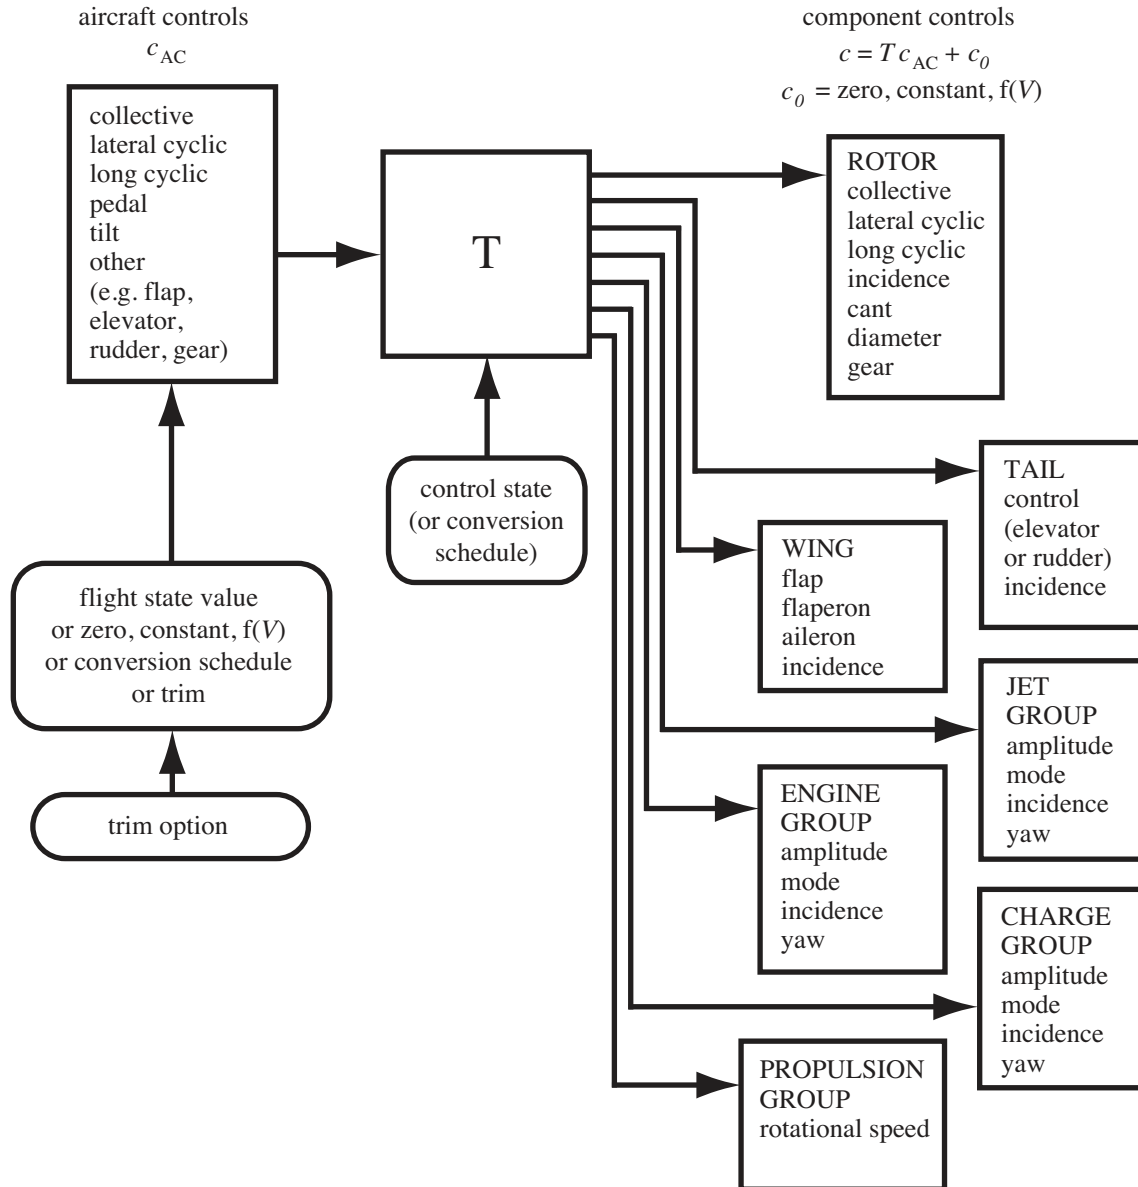 aircraft controls
c_AC
collective
lateral cyclic
long cyclic
pedal
tilt
other
(e.g. flap,
elevator,
rudder, gear)
flight state value
or zero, constant, f(V)
or conversion schedule
or trim
trim option
T
control state
(or conversion
schedule)
component controls
c = T c_AC + c_0
c_0 = zero, constant, f(V)
ROTOR
collective
lateral cyclic
long cyclic
incidence
cant
diameter
gear
TAIL
control
(elevator
or rudder)
incidence
WING
flap
flaperon
aileron
incidence
JET
GROUP
amplitude
mode
incidence
yaw
ENGINE
GROUP
amplitude
mode
incidence
yaw
CHARGE
GROUP
amplitude
mode
incidence
yaw
PROPULSION
GROUP
rotational speed